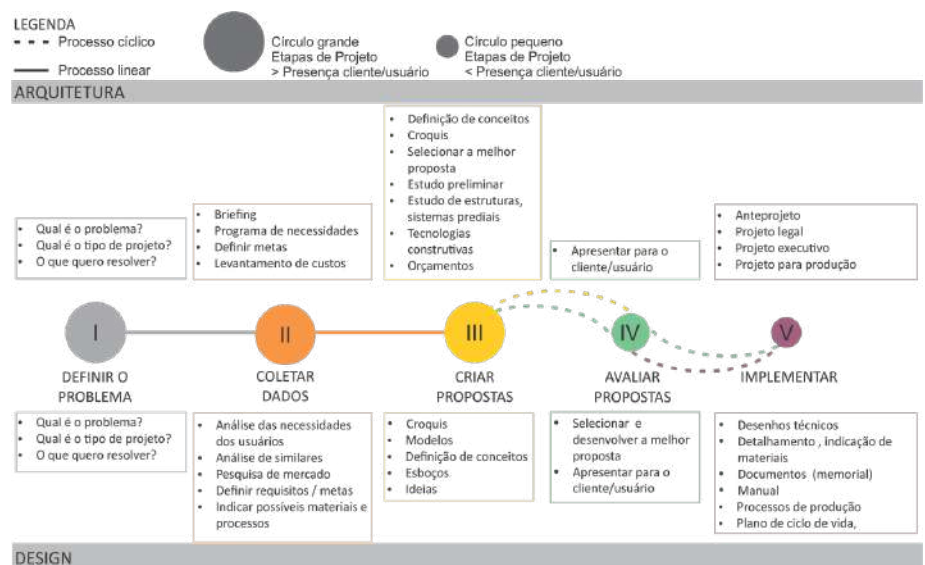 LEGENDA
Processo cíclico
Processo linear
Círculo grande
Etapas de Projeto
> Presença cliente/usuário
Círculo pequeno
Etapas de Projeto
< Presença cliente/usuário
ARQUITETURA
• Qual é o problema?
• Qual é o tipo de projeto?
• O que quero resolver?
• Briefing
• Programa de necessidades
• Definir metas
• Levantamento de custos
• Definição de conceitos
• Croquis
• Selecionar a melhor
proposta
• Estudo preliminar
• Estudo de estruturas,
sistemas prediais
• Tecnologias
construtivas
• Orçamentos
• Apresentar para o
cliente/usuário
• Anteprojeto
• Projeto legal
• Projeto executivo
• Projeto para produção
I
II
III
IV
V
DEFINIR O
PROBLEMA
COLETAR
DADOS
CRIAR
PROPOSTAS
AVALIAR
PROPOSTAS
IMPLEMENTAR
• Qual é o problema?
• Qual é o tipo de projeto?
• O que quero resolver?
• Análise das necessidades
dos usuários
• Análise de similares
• Pesquisa de mercado
• Definir requisitos / metas
• Indicar possíveis materiais e
processos
• Croquis
• Modelos
• Definição de conceitos
• Esboços
• Ideias
• Selecionar e
desenvolver a melhor
proposta
• Apresentar para o
cliente/usuário
• Desenhos técnicos
• Detalhamento , indicação de
materiais
• Documentos (memorial)
• Manual
• Processos de produção
• Plano de ciclo de vida,
DESIGN